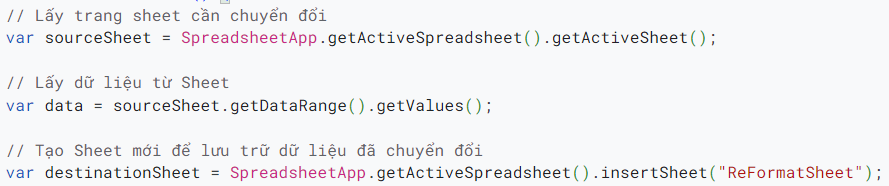 // Lấy trang sheet cần chuyển đổi
var sourceSheet = SpreadsheetApp.getActiveSpreadsheet().getActiveSheet();
// Lấy dữ liệu từ Sheet
var data = sourceSheet.getDataRange().getValues();
// Tạo Sheet mới để lưu trữ dữ liệu đã chuyển đổi
var destinationSheet = SpreadsheetApp.getActiveSpreadsheet().insertSheet("ReFormatSheet");